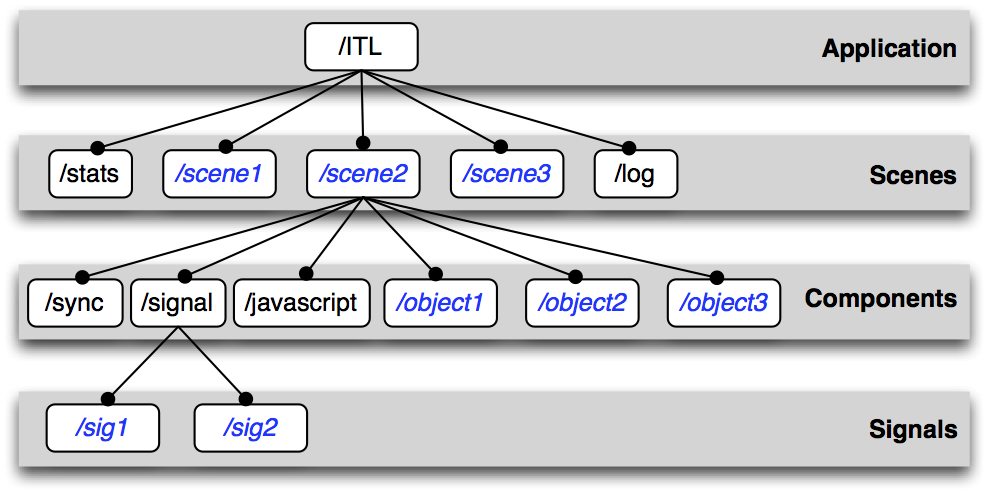 /ITL
Application
/stats /scene1 /scene2 /scene3 /log
Scenes
/sync /signal /javascript /object1 /object2 /object3
Components
/sig1 /sig2
Signals